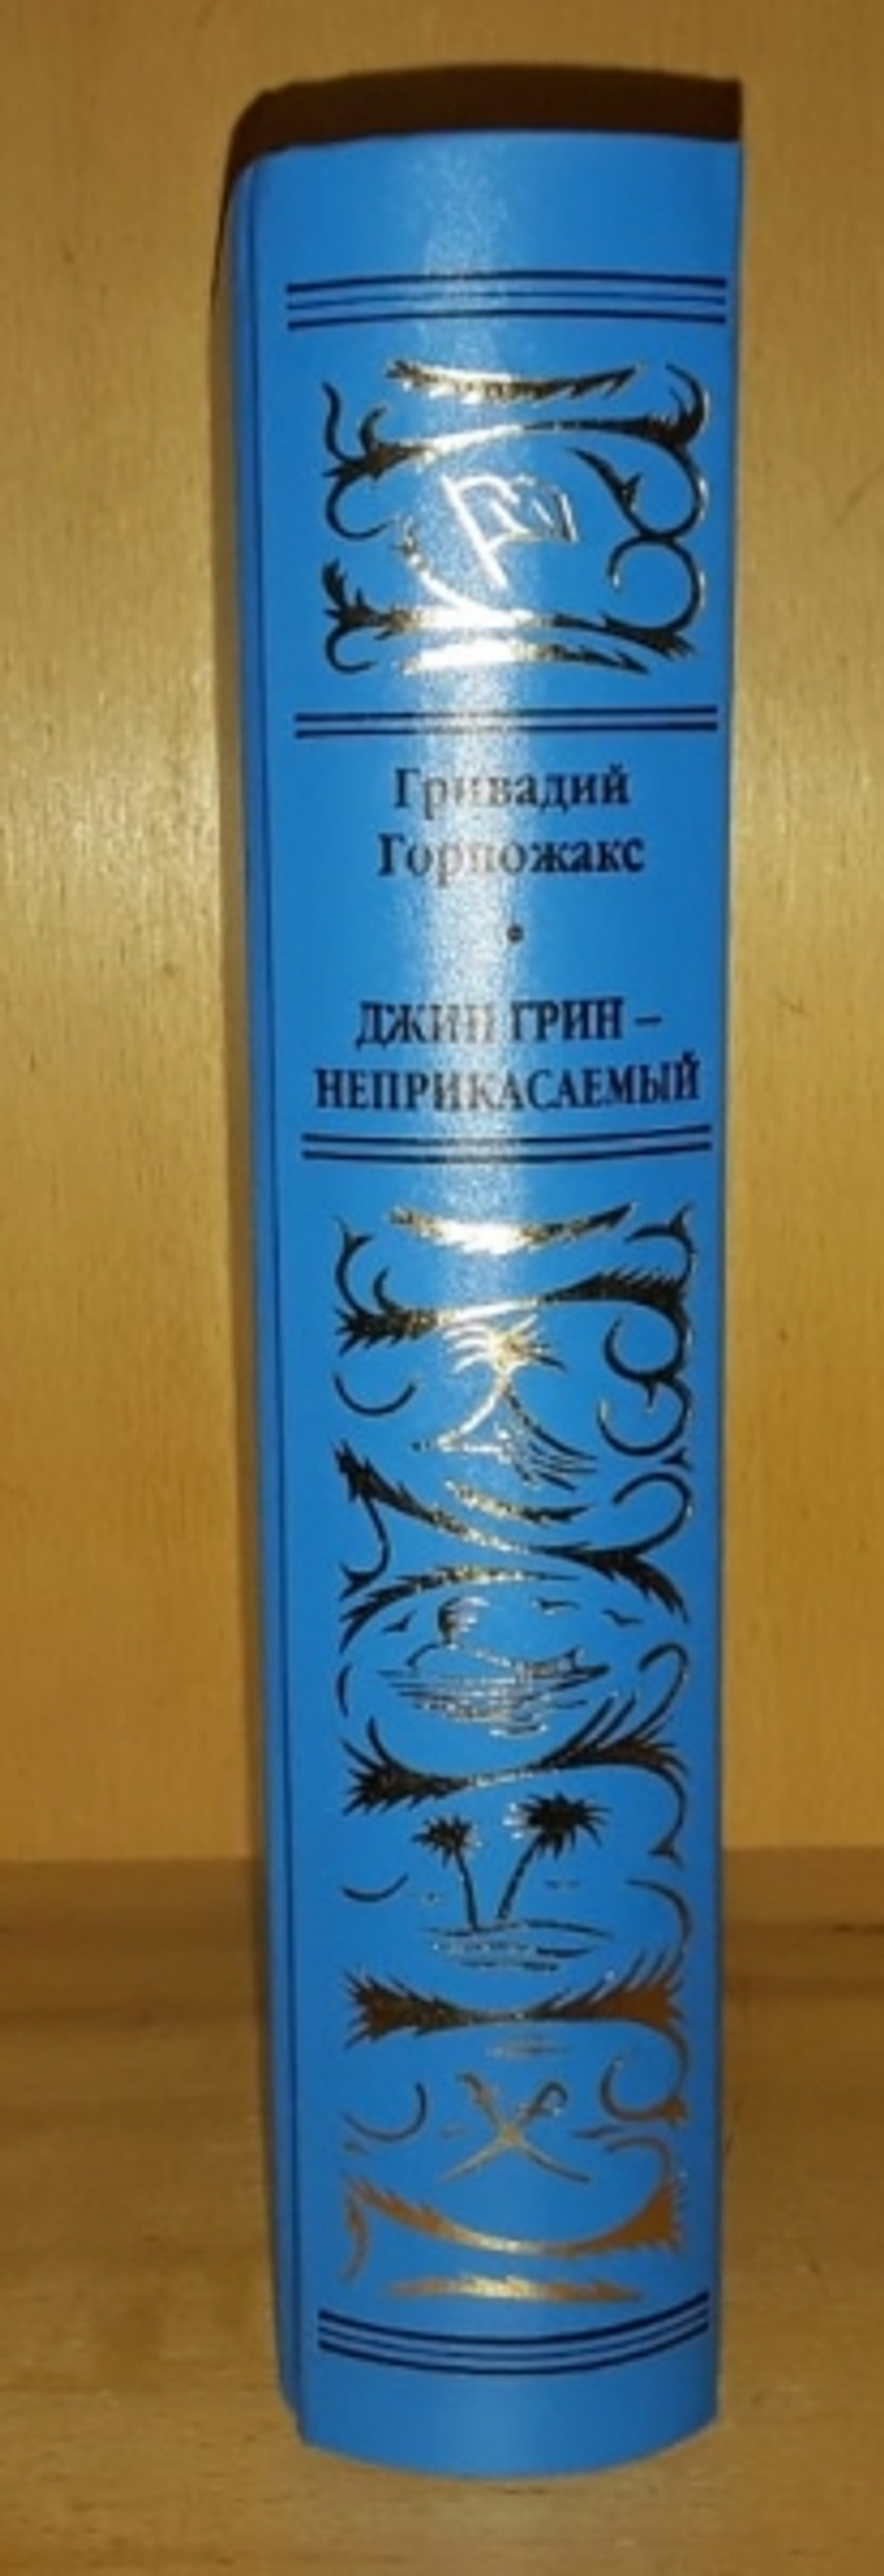 Гривадий
Горпожакс
ДЖИН ГРИН –
НЕПРИКАСАЕМЫЙ